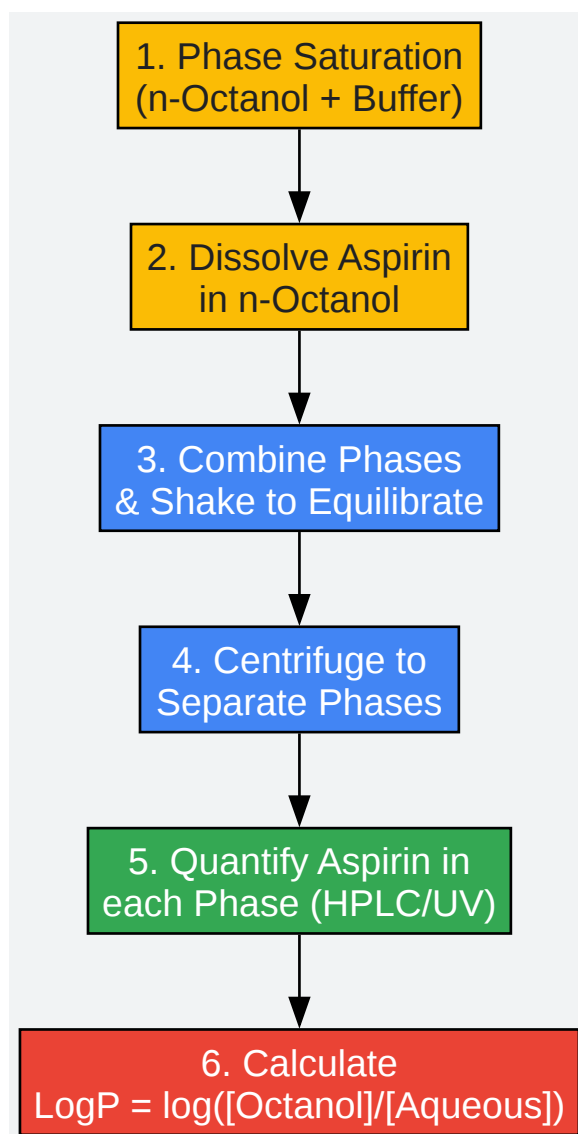 1. Phase Saturation
(n-Octanol + Buffer)
2. Dissolve Aspirin
in n-Octanol
3. Combine Phases
& Shake to Equilibrate
4. Centrifuge to
Separate Phases
5. Quantify Aspirin in
each Phase (HPLC/UV)
6. Calculate
LogP = log([Octanol]/[Aqueous])